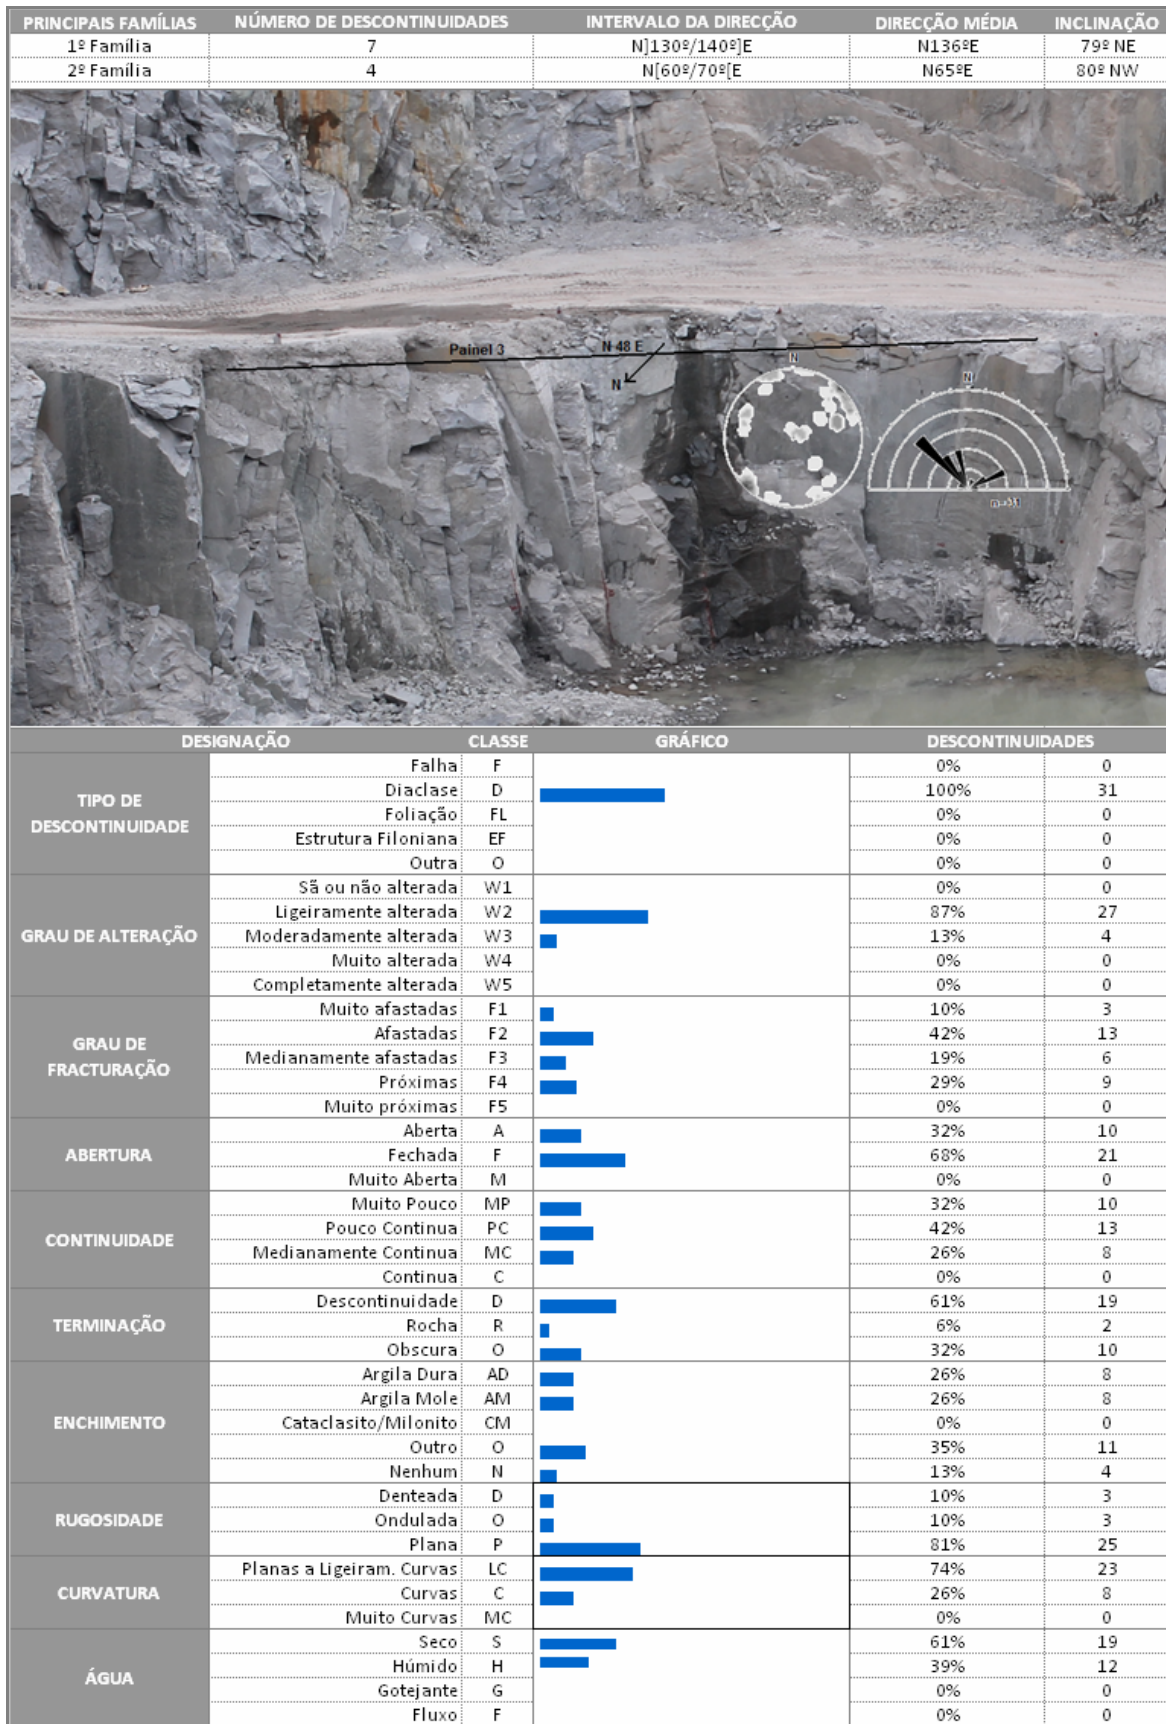 PRINCIPAIS FAMÍLIAS NÚMERO DE DESCONTINUIDADES INTERVALO DA DIRECÇÃO DIRECÇÃO MÉDIA INCLINAÇÃO
1º Família 7 N]130º/140º]E N136ºE 79º NE
2º Família 4 N[60º/70º[E N65ºE 80º NW
Painel 3 N 48 E
N
N
N
DESIGNAÇÃO CLASSE GRÁFICO DESCONTINUIDADES
TIPO DE DESCONTINUIDADE
Falha F 0% 0
Diaclase D 100% 31
Foliação FL 0% 0
Estrutura Filoniana EF 0% 0
Outra O 0% 0
GRAU DE ALTERAÇÃO
Sã ou não alterada W1 0% 0
Ligeiramente alterada W2 87% 27
Moderadamente alterada W3 13% 4
Muito alterada W4 0% 0
Completamente alterada W5 0% 0
GRAU DE FRACTURAÇÃO
Muito afastadas F1 10% 3
Afastadas F2 42% 13
Medianamente afastadas F3 19% 6
Próximas F4 29% 9
Muito próximas F5 0% 0
ABERTURA
Aberta A 32% 10
Fechada F 68% 21
Muito Aberta M 0% 0
CONTINUIDADE
Muito Pouco MP 32% 10
Pouco Continua PC 42% 13
Medianamente Continua MC 26% 8
Continua C 0% 0
TERMINAÇÃO
Descontinuidade D 61% 19
Rocha R 6% 2
Obscura O 32% 10
ENCHIMENTO
Argila Dura AD 26% 8
Argila Mole AM 26% 8
Cataclasito/Milonito CM 0% 0
Outro O 35% 11
Nenhum N 13% 4
RUGOSIDADE
Denteada D 10% 3
Ondulada O 10% 3
Plana P 81% 25
CURVATURA
Planas a Ligeiram. Curvas LC 74% 23
Curvas C 26% 8
Muito Curvas MC 0% 0
ÁGUA
Seco S 61% 19
Húmido H 39% 12
Gotejante G 0% 0
Fluxo F 0% 0